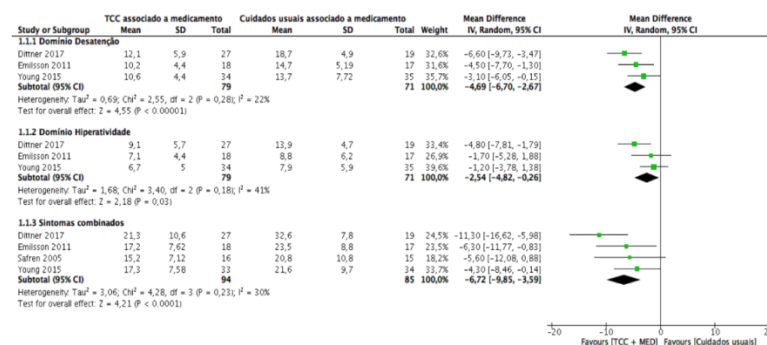 TCC associado a medicamento Cuidados usuais associado a medicamento Mean Difference Mean Difference
Study or Subgroup Mean SD Total Mean SD Total Weight IV, Random, 95% CI IV, Random, 95% CI
1.1.1 Domínio Desatenção
Dittner 2017 12,1 5,9 27 18,7 4,9 19 32,6% -6,60 [-9,73, -3,47]
Emilsson 2011 10,2 4,4 18 14,7 5,19 17 31,6% -4,50 [-7,70, -1,30]
Young 2015 10,6 4,4 34 13,7 7,72 35 35,8% -3,10 [-6,05, -0,15]
Subtotal (95% CI) 79 71 100,0% -4,69 [-6,70, -2,67]
Heterogeneity: Tau² = 0,69; Chi² = 2,55, df = 2 (P = 0,28); I² = 22%
Test for overall effect: Z = 4,55 (P < 0.00001)
1.1.2 Domínio Hiperatividade
Dittner 2017 9,1 5,7 27 13,9 4,7 19 33,4% -4,80 [-7,81, -1,79]
Emilsson 2011 7,1 4,4 18 8,8 6,2 17 26,9% -1,70 [-5,28, 1,88]
Young 2015 6,7 5 34 7,9 5,9 35 39,6% -1,20 [-3,78, 1,38]
Subtotal (95% CI) 79 71 100,0% -2,54 [-4,82, -0,26]
Heterogeneity: Tau² = 1,68; Chi² = 3,40, df = 2 (P = 0,18); I² = 41%
Test for overall effect: Z = 2,18 (P = 0,03)
1.1.3 Sintomas combinados
Dittner 2017 21,3 10,6 27 32,6 7,8 19 24,5% -11,30 [-16,62, -5,98]
Emilsson 2011 17,2 7,62 18 23,5 8,8 17 23,5% -6,30 [-11,77, -0,83]
Safren 2005 15,2 7,12 16 20,8 10,8 15 18,2% -5,60 [-12,08, 0,88]
Young 2015 17,3 7,58 33 21,6 9,7 34 33,7% -4,30 [-8,46, -0,14]
Subtotal (95% CI) 94 85 100,0% -6,72 [-9,85, -3,59]
Heterogeneity: Tau² = 3,06; Chi² = 4,28, df = 3 (P = 0,23); I² = 30%
Test for overall effect: Z = 4,21 (P < 0.0001)
-20 -10 0 10 20
Favours [TCC + MED] Favours [Cuidados usuais]